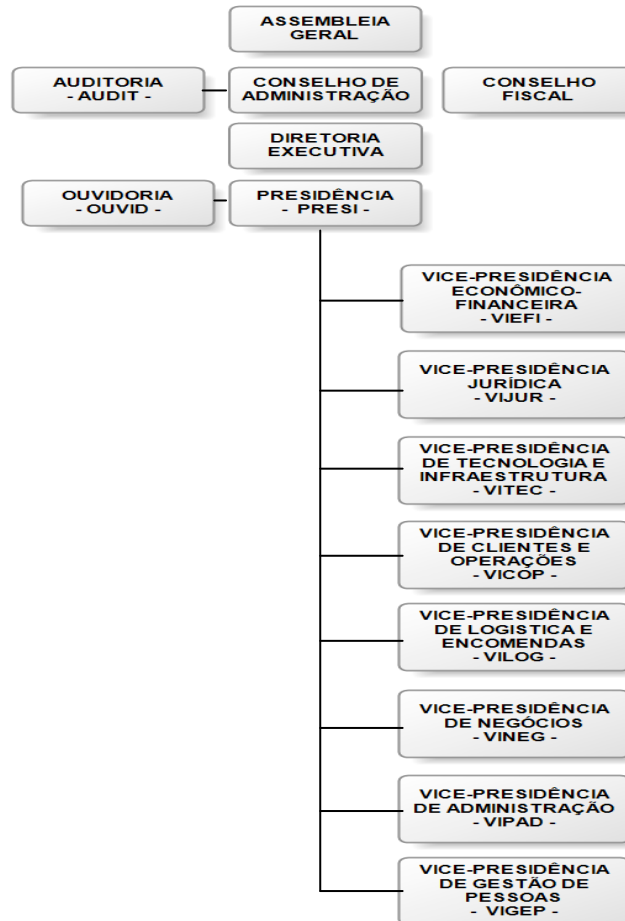 ASSEMBLEIA
GERAL
AUDITORIA
- AUDIT -
CONSELHO DE
ADMINISTRAÇÃO
CONSELHO
FISCAL
DIRETORIA
EXECUTIVA
OUVIDORIA
- OUVID -
PRESIDÊNCIA
- PRESI -
VICE-PRESIDÊNCIA
ECONÔMICO-
FINANCEIRA
- VIEFI -
VICE-PRESIDÊNCIA
JURÍDICA
- VIJUR -
VICE-PRESIDÊNCIA
DE TECNOLOGIA E
INFRAESTRUTURA
- VITEC -
VICE-PRESIDÊNCIA
DE CLIENTES E
OPERAÇÕES
- VICOP -
VICE-PRESIDÊNCIA
DE LOGISTICA E
ENCOMENDAS
- VILOG -
VICE-PRESIDÊNCIA
DE NEGÓCIOS
- VINEG -
VICE-PRESIDÊNCIA
DE ADMINISTRAÇÃO
- VIPAD -
VICE-PRESIDÊNCIA
DE GESTÃO DE
PESSOAS
- VIGEP -